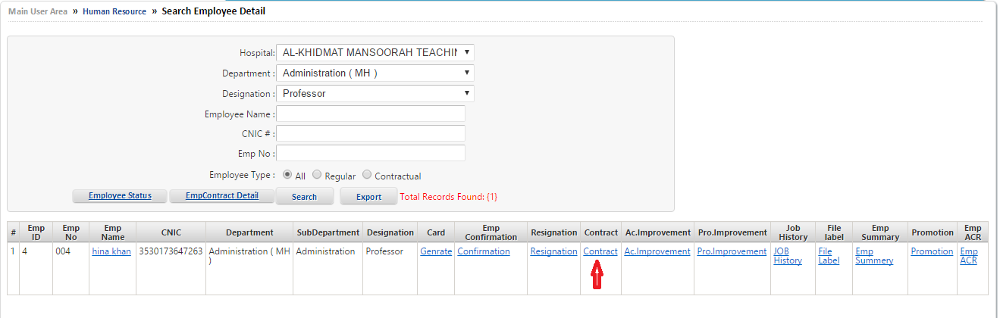 Main User Area » Human Resource » Search Employee Detail
Hospital: AL-KHIDMAT MANSOORAH TEACHIN
Department : Administration ( MH )
Designation : Professor
Employee Name :
CNIC # :
Emp No :
Employee Type : All Regular Contractual
Employee Status EmpContract Detail Search Export Total Records Found: {1}
# Emp ID Emp No Emp Name CNIC Department SubDepartment Designation Card Emp Confirmation Resignation Contract Ac.Improvement Pro.Improvement Job History File label Emp Summary Promotion Emp ACR
1 4 004 hina khan 3530173647263 Administration ( MH ) Administration Professor Genrate Confirmation Resignation Contract Ac.Improvement Pro.Improvement JOB History File Label Emp Summery Promotion Emp ACR